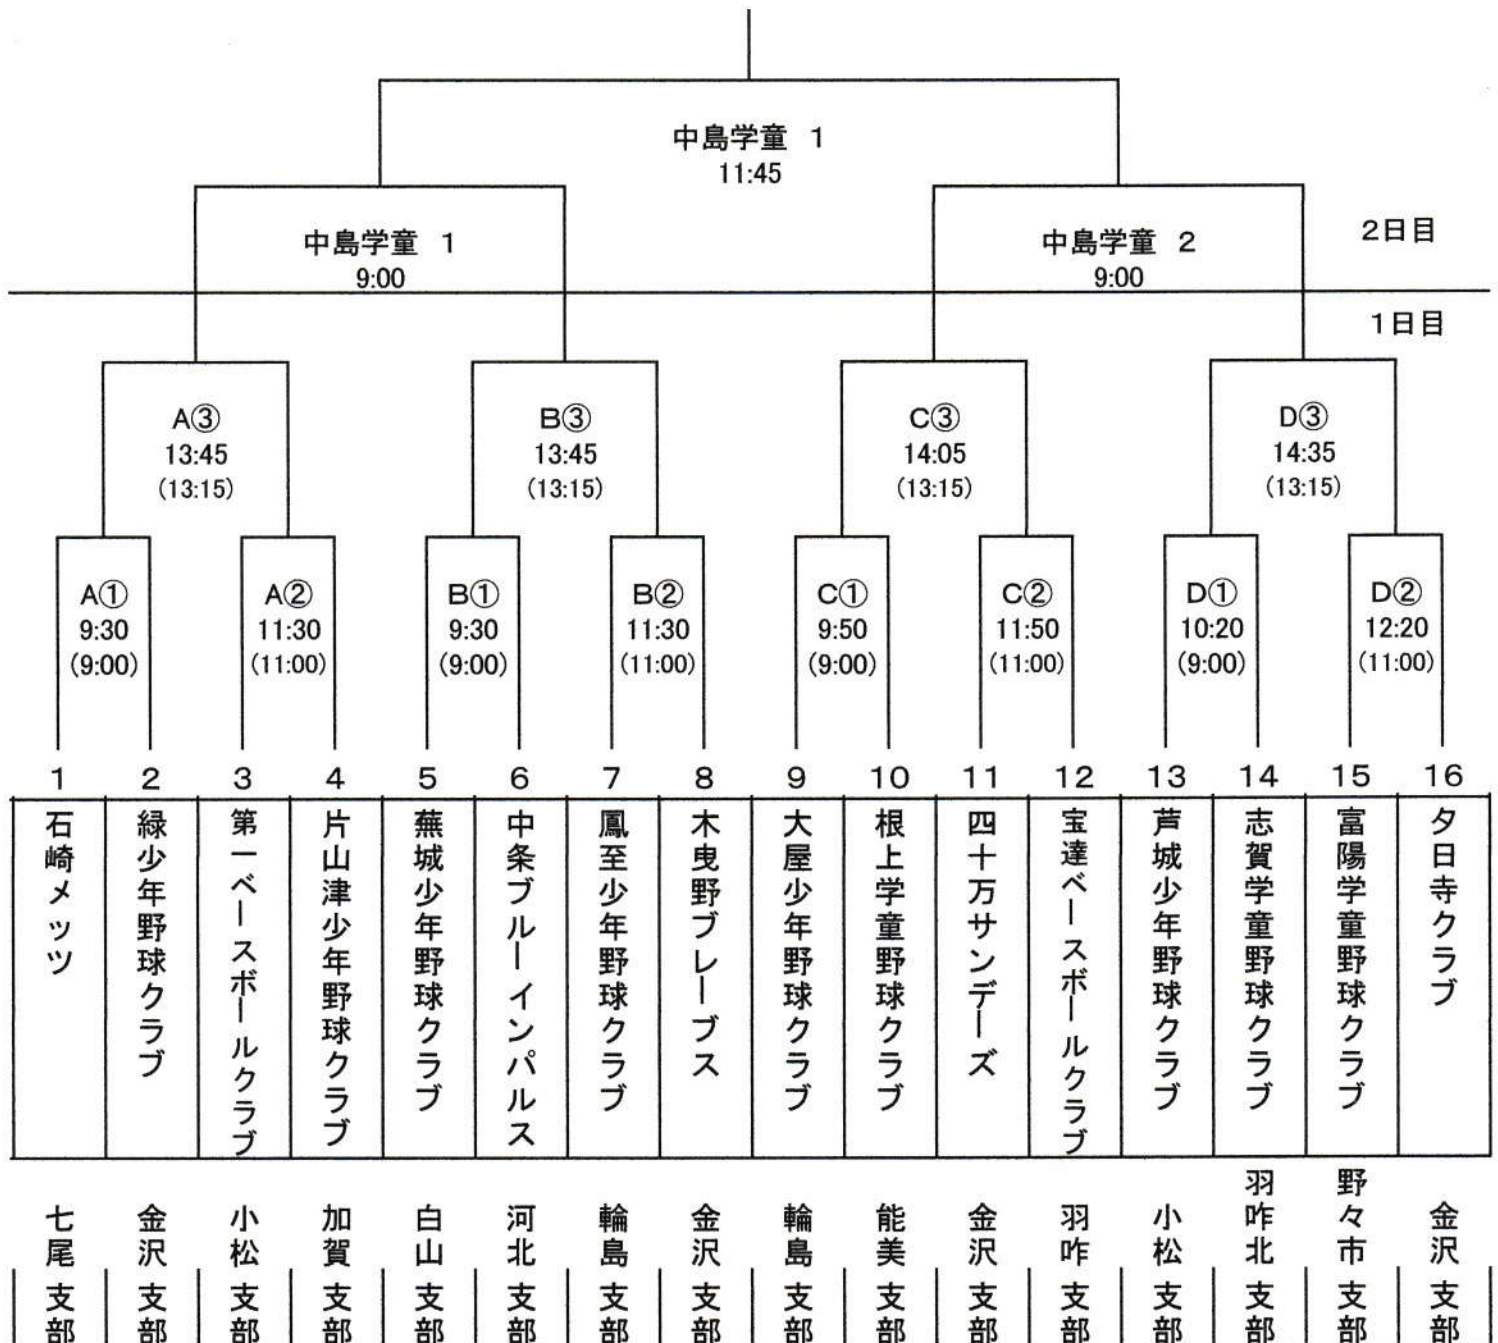 中島学童 1
11:45
中島学童 1
9:00
中島学童 2
9:00
2日目
1日目
A③
13:45
(13:15)
B③
13:45
(13:15)
C③
14:05
(13:15)
D③
14:35
(13:15)
A①
9:30
(9:00)
A②
11:30
(11:00)
B①
9:30
(9:00)
B②
11:30
(11:00)
C①
9:50
(9:00)
C②
11:50
(11:00)
D①
10:20
(9:00)
D②
12:20
(11:00)
1 2 3 4 5 6 7 8 9 10 11 12 13 14 15 16
石崎メッツ
緑少年野球クラブ
第一ベースボールクラブ
片山津少年野球クラブ
蕪城少年野球クラブ
中条ブルーインパルス
鳳至少年野球クラブ
木曳野ブレーブス
大屋少年野球クラブ
根上学童野球クラブ
四十万サンデーズ
宝達ベースボールクラブ
芦城少年野球クラブ
志賀学童野球クラブ
富陽学童野球クラブ
夕日寺クラブ
七尾支部
金沢支部
小松支部
加賀支部
白山支部
河北支部
輪島支部
金沢支部
輪島支部
能美支部
金沢支部
羽咋支部
小松支部
羽咋北支部
野々市支部
金沢支部